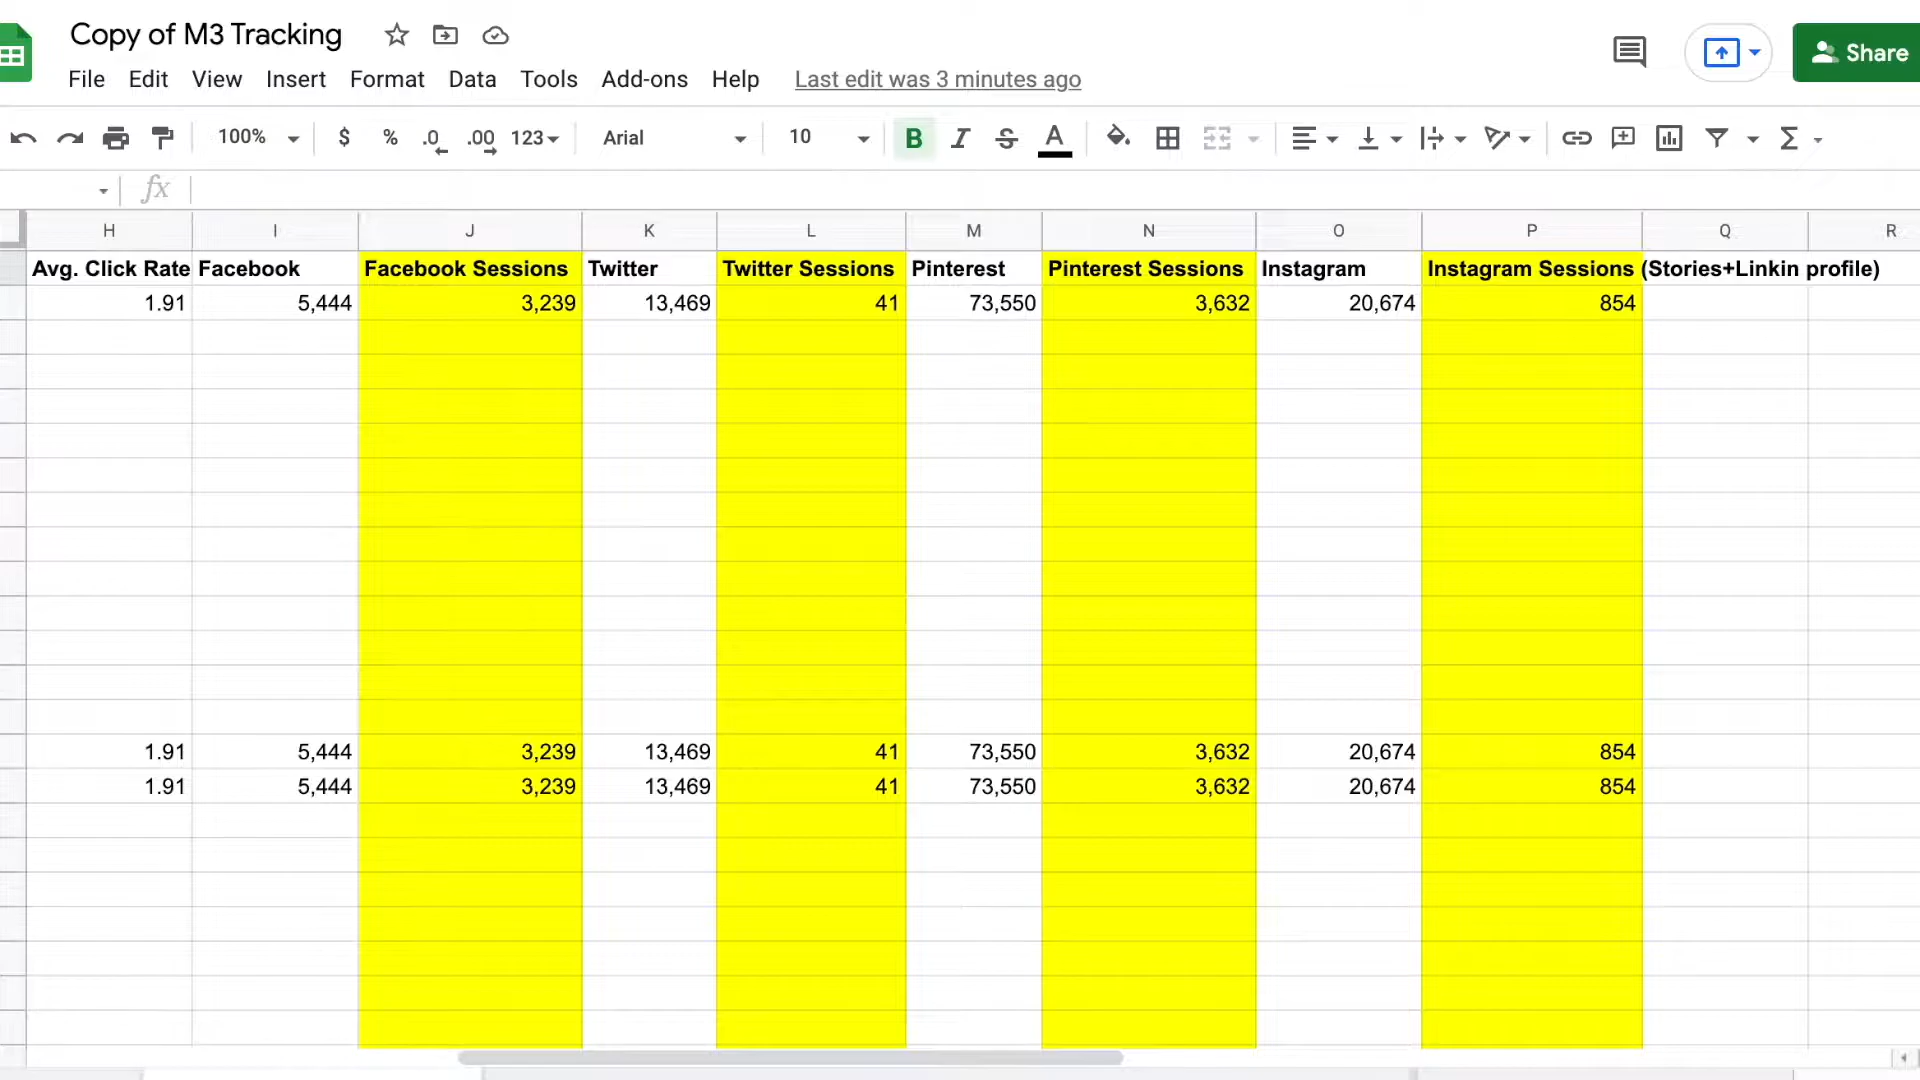 Copy of M3 Tracking
File Edit View Insert Format Data Tools Add-ons Help Last edit was 3 minutes ago
Share
100% $ % .0 .00 123 Arial 10 B I S A Σ
fx
H I J K L M N O P Q R
Avg. Click Rate Facebook Facebook Sessions Twitter Twitter Sessions Pinterest Pinterest Sessions Instagram Instagram Sessions (Stories+Linkin profile)
1.91 5,444 3,239 13,469 41 73,550 3,632 20,674 854
1.91 5,444 3,239 13,469 41 73,550 3,632 20,674 854
1.91 5,444 3,239 13,469 41 73,550 3,632 20,674 854